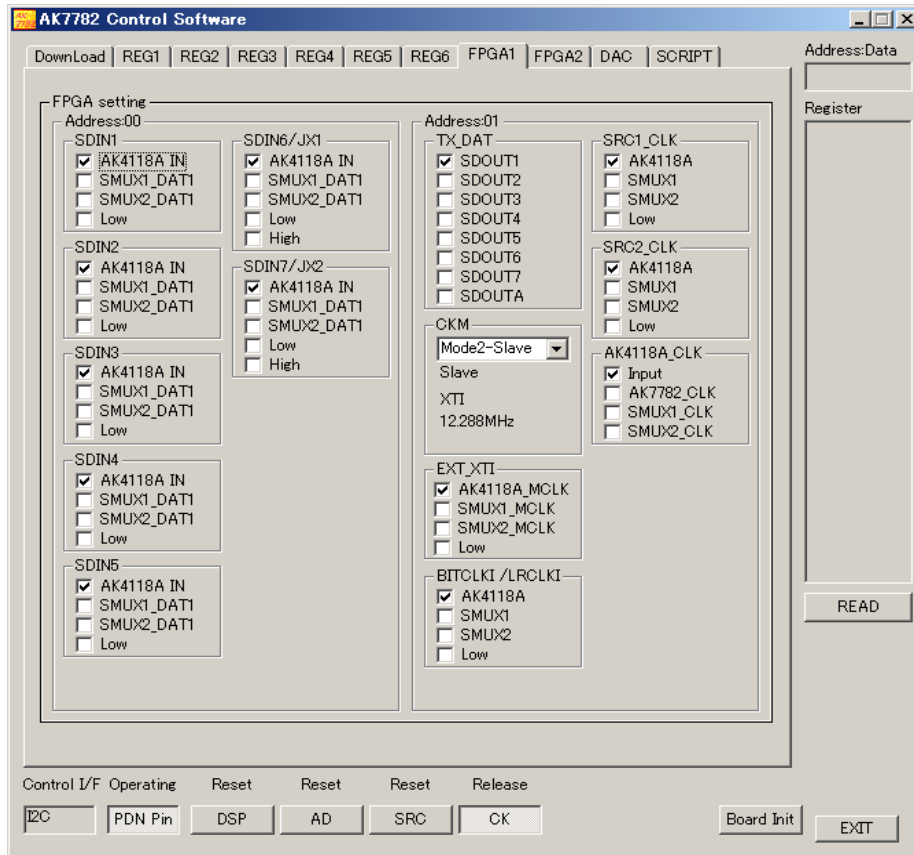 AK7782 Control Software
DownLoad REG1 REG2 REG3 REG4 REG5 REG6 FPGA1 FPGA2 DAC SCRIPT
FPGA setting
Address:00
SDIN1
AK4118A IN
SMUX1_DAT1
SMUX2_DAT1
Low
SDIN2
AK4118A IN
SMUX1_DAT1
SMUX2_DAT1
Low
SDIN3
AK4118A IN
SMUX1_DAT1
SMUX2_DAT1
Low
SDIN4
AK4118A IN
SMUX1_DAT1
SMUX2_DAT1
Low
SDIN5
AK4118A IN
SMUX1_DAT1
SMUX2_DAT1
Low
SDIN6/JX1
AK4118A IN
SMUX1_DAT1
SMUX2_DAT1
Low
High
SDIN7/JX2
AK4118A IN
SMUX1_DAT1
SMUX2_DAT1
Low
High
Address:01
TX_DAT
SDOUT1
SDOUT2
SDOUT3
SDOUT4
SDOUT5
SDOUT6
SDOUT7
SDOUTA
CKM
Mode2-Slave
Slave
XTI
12.288MHz
EXT_XTI
AK4118A_MCLK
SMUX1_MCLK
SMUX2_MCLK
Low
BITCLKI /LRCLKI
AK4118A
SMUX1
SMUX2
Low
SRC1_CLK
AK4118A
SMUX1
SMUX2
Low
SRC2_CLK
AK4118A
SMUX1
SMUX2
Low
AK4118A_CLK
Input
AK7782_CLK
SMUX1_CLK
SMUX2_CLK
Address:Data
Register
READ
Control I/F Operating Reset Reset Reset Release
I2C PDN Pin DSP AD SRC CK Board Init EXIT